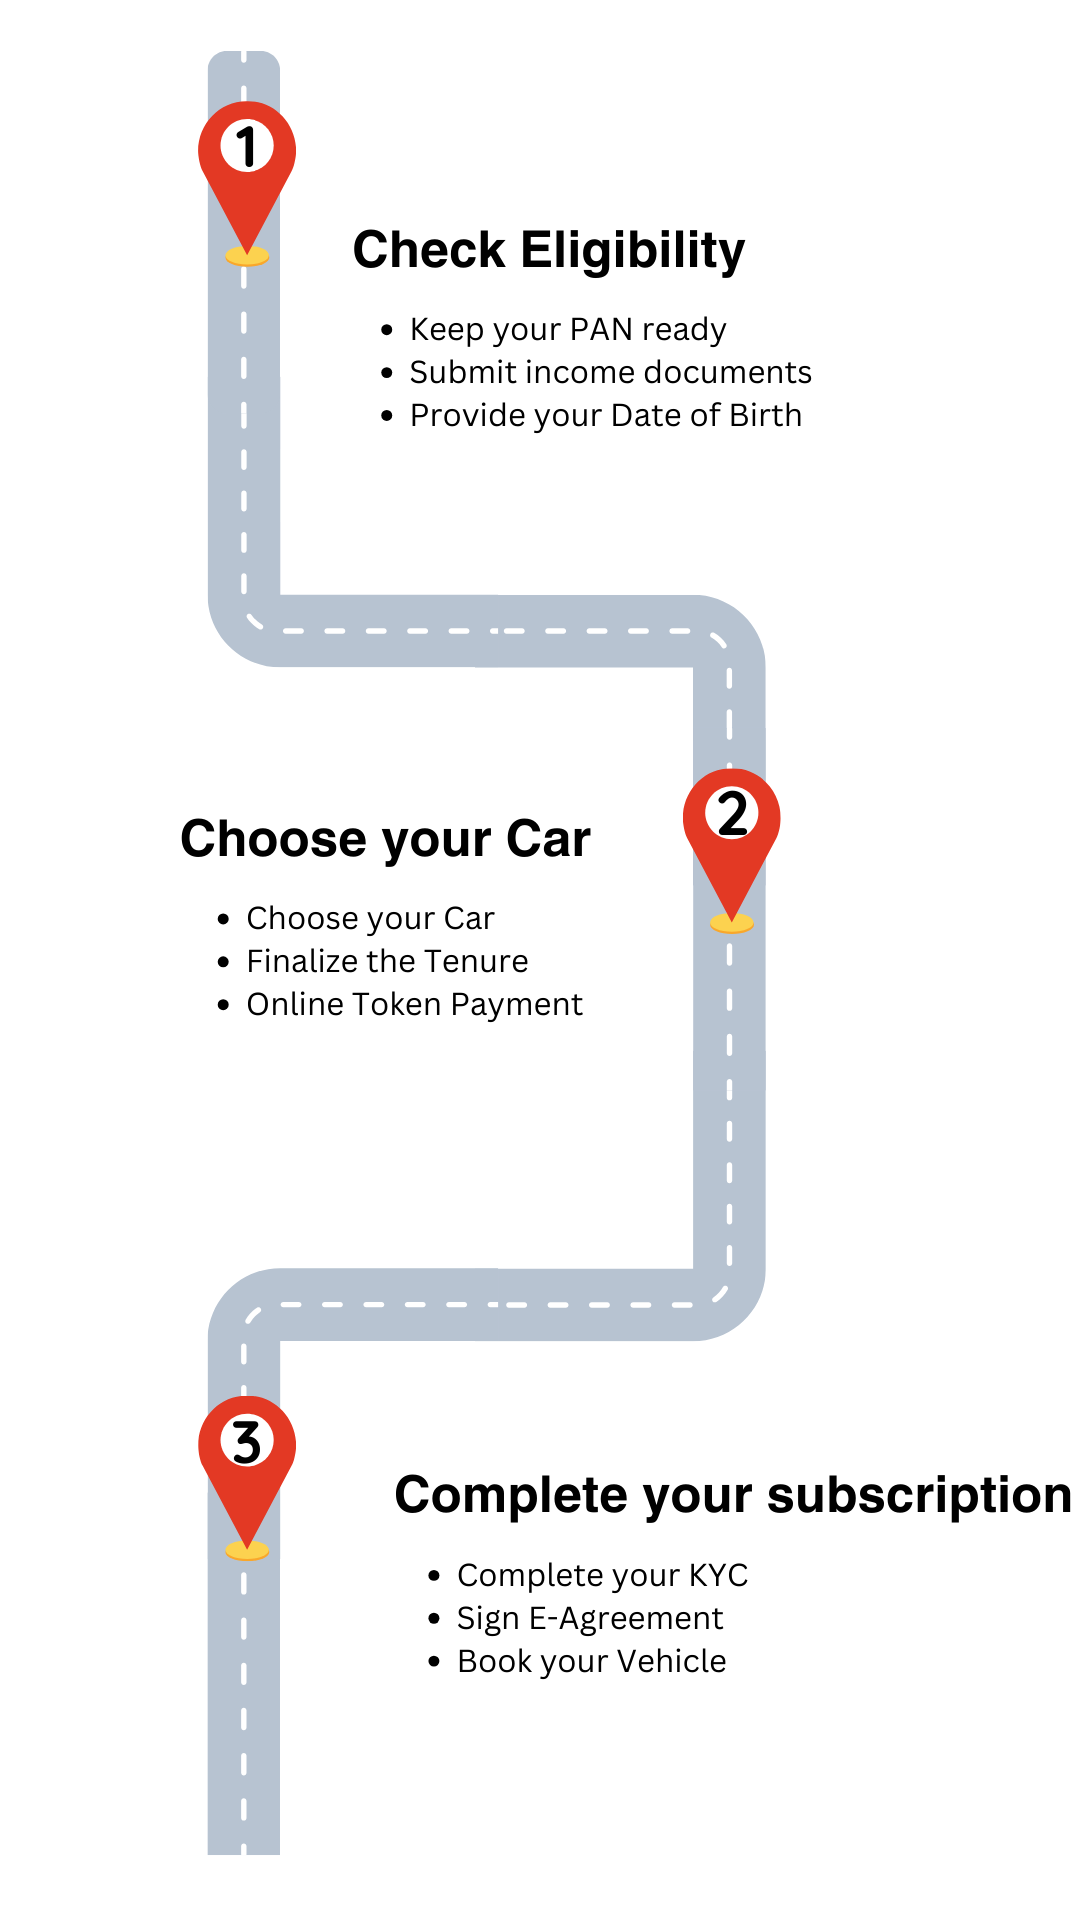 1
Check Eligibility
• Keep your PAN ready
• Submit income documents
• Provide your Date of Birth
2
Choose your Car
• Choose your Car
• Finalize the Tenure
• Online Token Payment
3
Complete your subscription
• Complete your KYC
• Sign E-Agreement
• Book your Vehicle